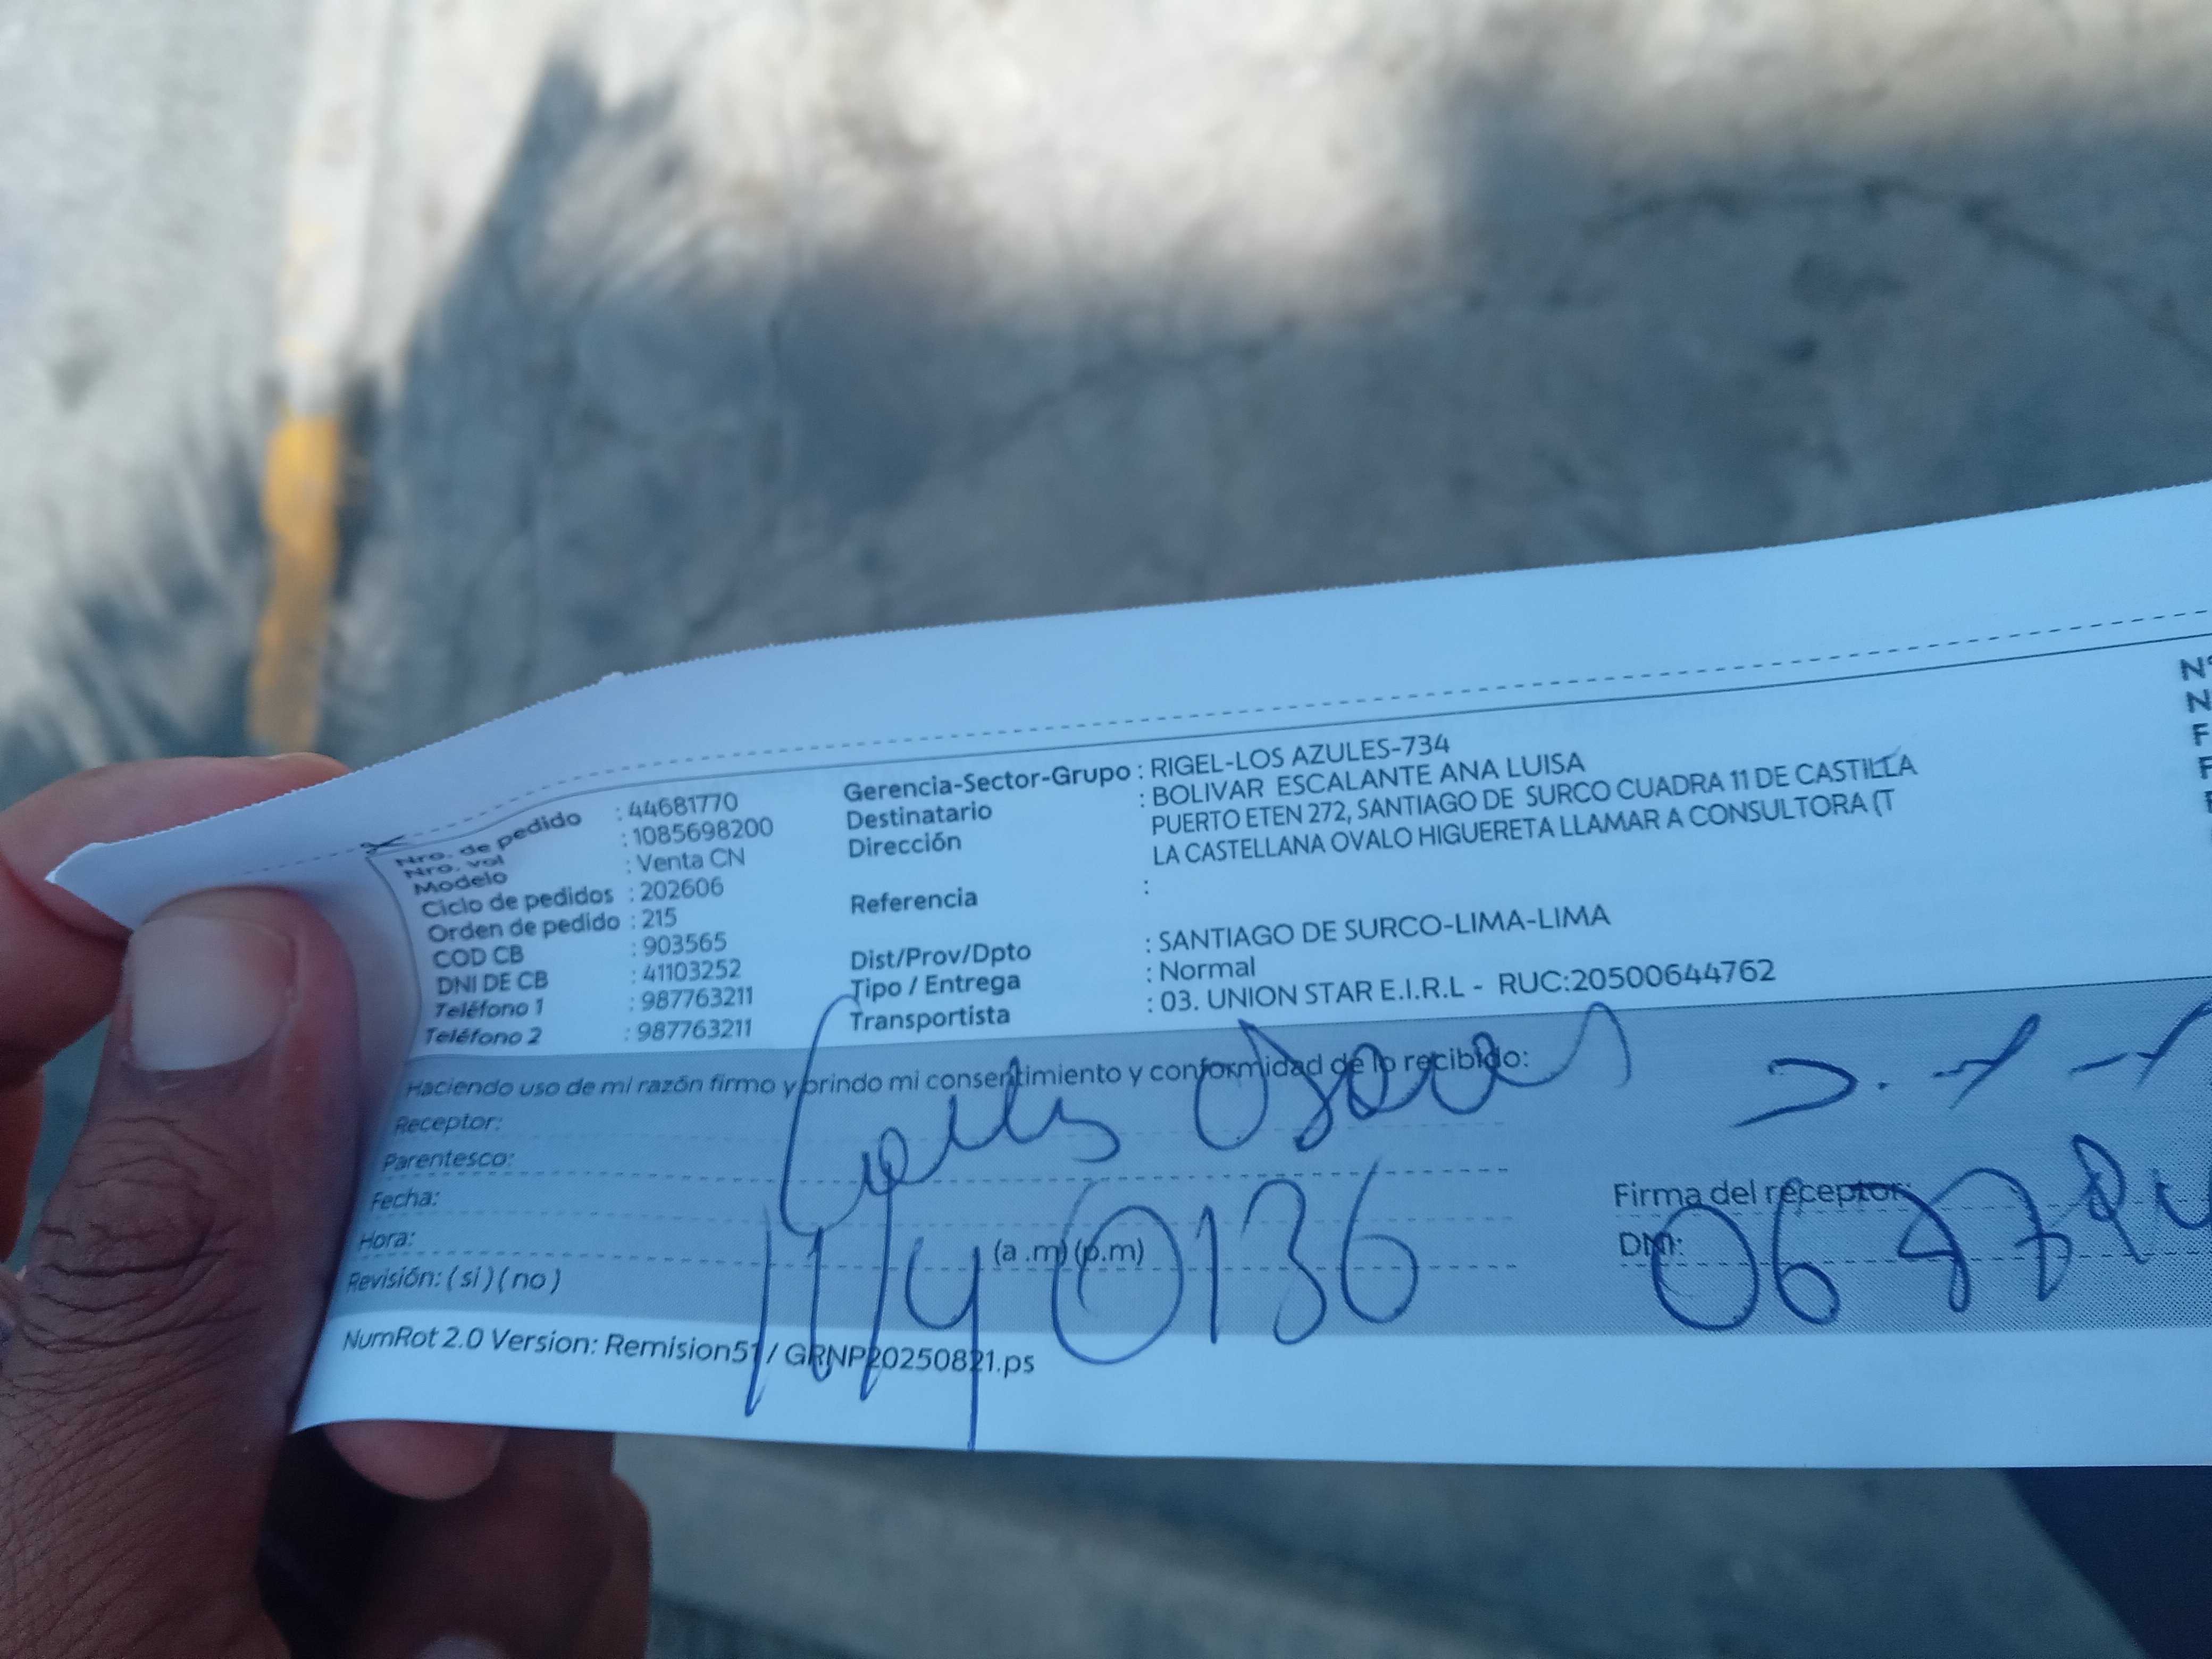 Nro. de pedido : 44681770
Nro. vol : 1085698200
Modelo : Venta CN
Ciclo de pedidos : 202606
Orden de pedido : 215
COD CB : 903565
DNI DE CB : 41103252
Teléfono 1 : 987763211
Teléfono 2 : 987763211
Gerencia-Sector-Grupo : RIGEL-LOS AZULES-734
Destinatario : BOLIVAR ESCALANTE ANA LUISA
Dirección PUERTO ETEN 272, SANTIAGO DE SURCO CUADRA 11 DE CASTILLA
LA CASTELLANA OVALO HIGUERETA LLAMAR A CONSULTORA (T
Referencia :
Dist/Prov/Dpto : SANTIAGO DE SURCO-LIMA-LIMA
Tipo / Entrega : Normal
Transportista : 03. UNION STAR E.I.R.L - RUC:20500644762
Haciendo uso de mi razón firmo y brindo mi consentimiento y conformidad de lo recibido:
Receptor:
Parentesco:
Fecha:
Hora: (a .m) (p.m)
Revisión: ( si ) ( no )
0136
Firma del receptor:
DNI: 06
NumRot 2.0 Version: Remision51 / GRNP20250821.ps